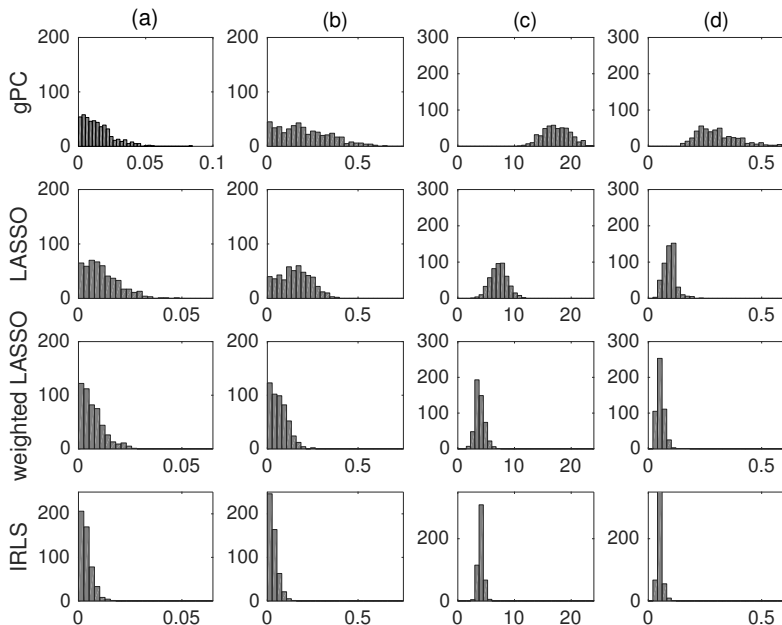 (a) (b) (c) (d)
gPC
200 200 300 300
100 100 200 200
100 100
0 0 0 0
0 0.05 0.1 0 0.5 0 10 20 0 0.5
LASSO
200 200 300 300
100 100 200 200
100 100
0 0 0 0
0 0.05 0 0.5 0 10 20 0 0.5
weighted LASSO
200 200 300 300
100 100 200 200
100 100
0 0 0 0
0 0.05 0 0.5 0 10 20 0 0.5
IRLS
200 200 200 200
100 100 100 100
0 0 0 0
0 0.05 0 0.5 0 10 20 0 0.5